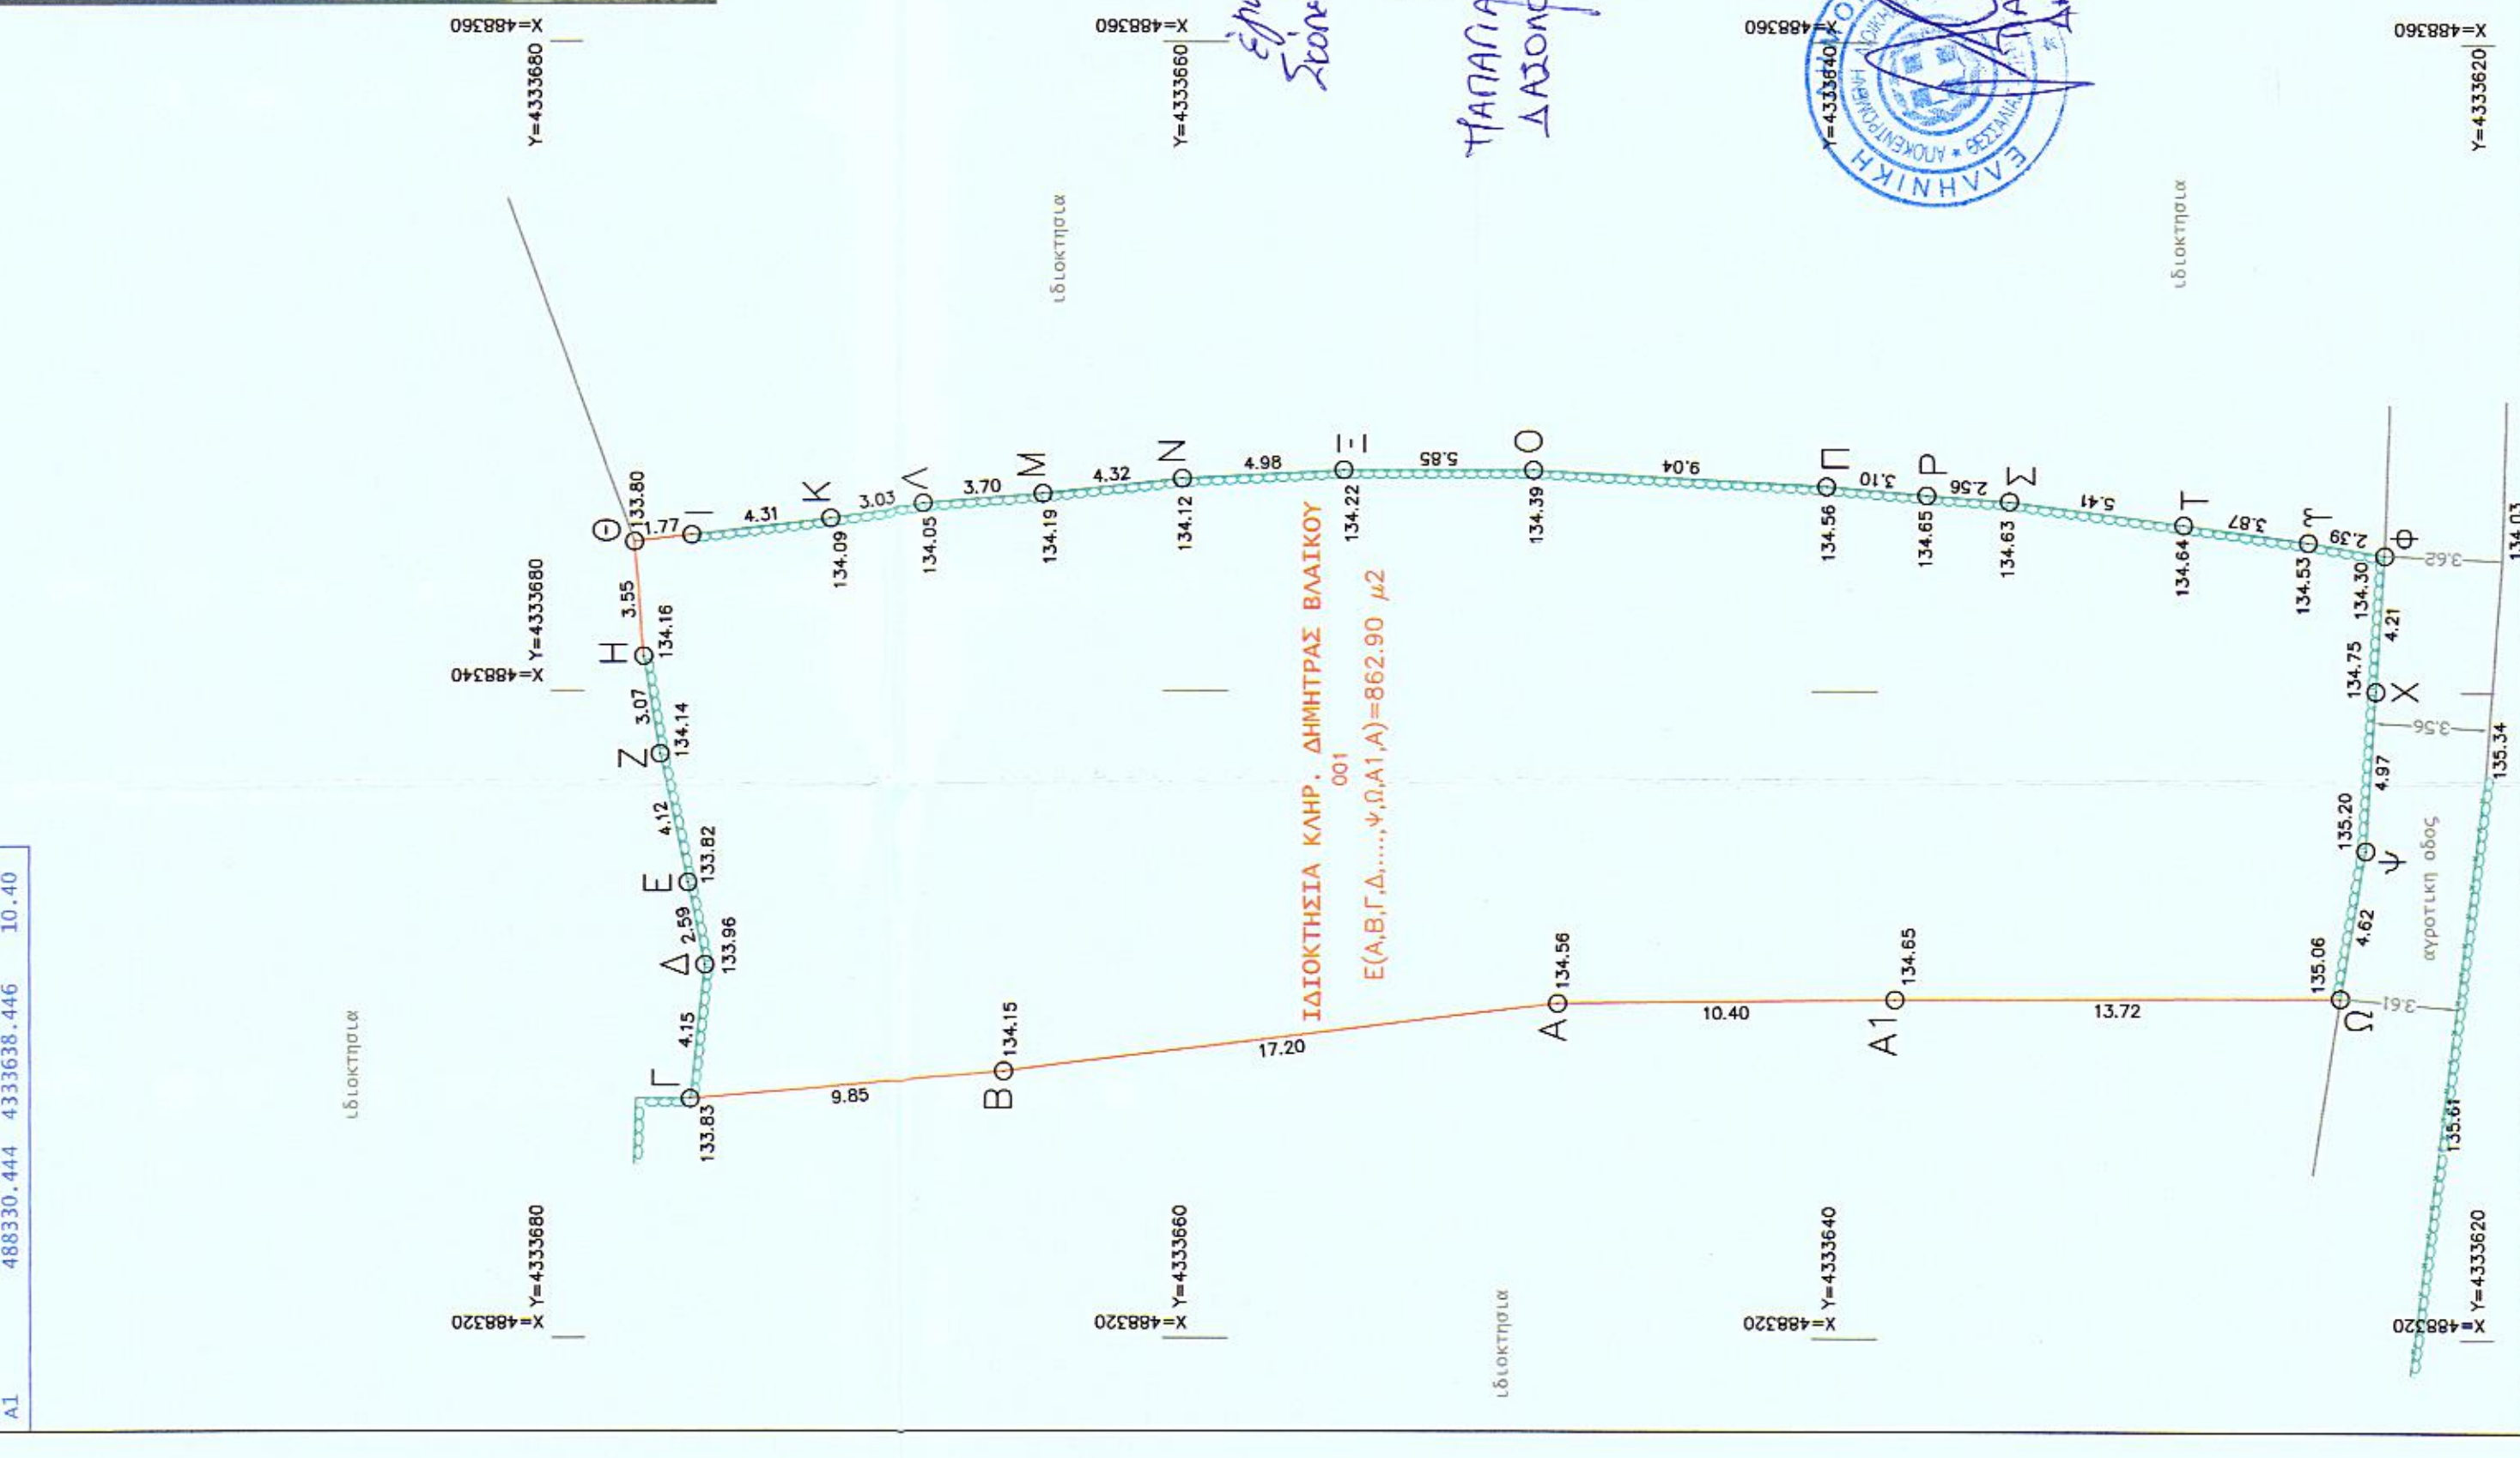 A1 488330.444 4333638.446 10.40
X=488360
Y=4333680
X=488360
Y=4333660
X=488360
Y=4333640
X=488360
Y=4333620
X=488340
Y=4333680
X=488320
Y=4333680
X=488320
Y=4333660
X=488320
Y=4333640
X=488320
Y=4333620
ιδιοκτησια
ιδιοκτησια
ιδιοκτησια
ιδιοκτησια
ΙΔΙΟΚΤΗΣΙΑ ΚΛΗΡ. ΔΗΜΗΤΡΑΣ ΒΛΑΙΚΟΥ
001
Ε(Α,Β,Γ,Δ,....,Ψ,Ω,Α1,Α)=862.90 μ2
Γ
133.83
4.15
Δ
133.96
2.59
Ε
133.82
4.12
Ζ
134.14
3.07
Η
134.16
3.55
Θ
133.80
1.77
Ι
4.31
Κ
134.09
3.03
Λ
134.05
3.70
Μ
134.19
4.32
Ν
134.12
4.98
Ξ
134.22
5.85
Ο
134.39
9.04
Π
134.56
3.10
Ρ
134.65
2.56
Σ
134.63
5.41
Τ
134.64
3.87
Υ
134.53
2.39
Φ
134.30
4.21
Χ
134.75
4.97
Ψ
135.20
4.62
Ω
135.06
13.72
Α1
134.65
10.40
Α
134.56
17.20
Β
134.15
9.85
3.62
3.56
3.61
134.03
135.34
135.61
αγροτικη οδος
ΕΛΛΗΝΙΚΗ
ΑΠΟΚΕΝΤΡΩΜΕΝΗ
ΘΕΣΣΑΛΙΑΣ